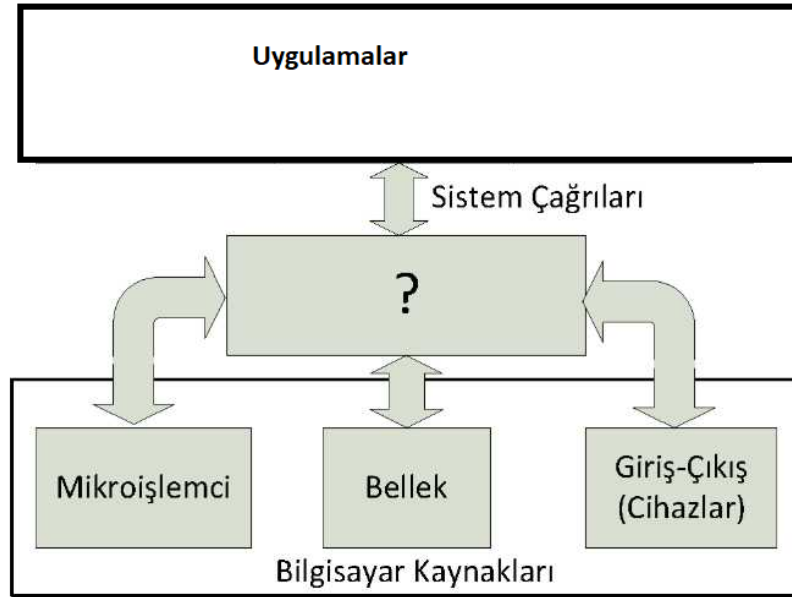 Uygulamalar
Sistem Çağrıları
?
Mikroişlemci
Bellek
Giriş-Çıkış
(Cihazlar)
Bilgisayar Kaynakları